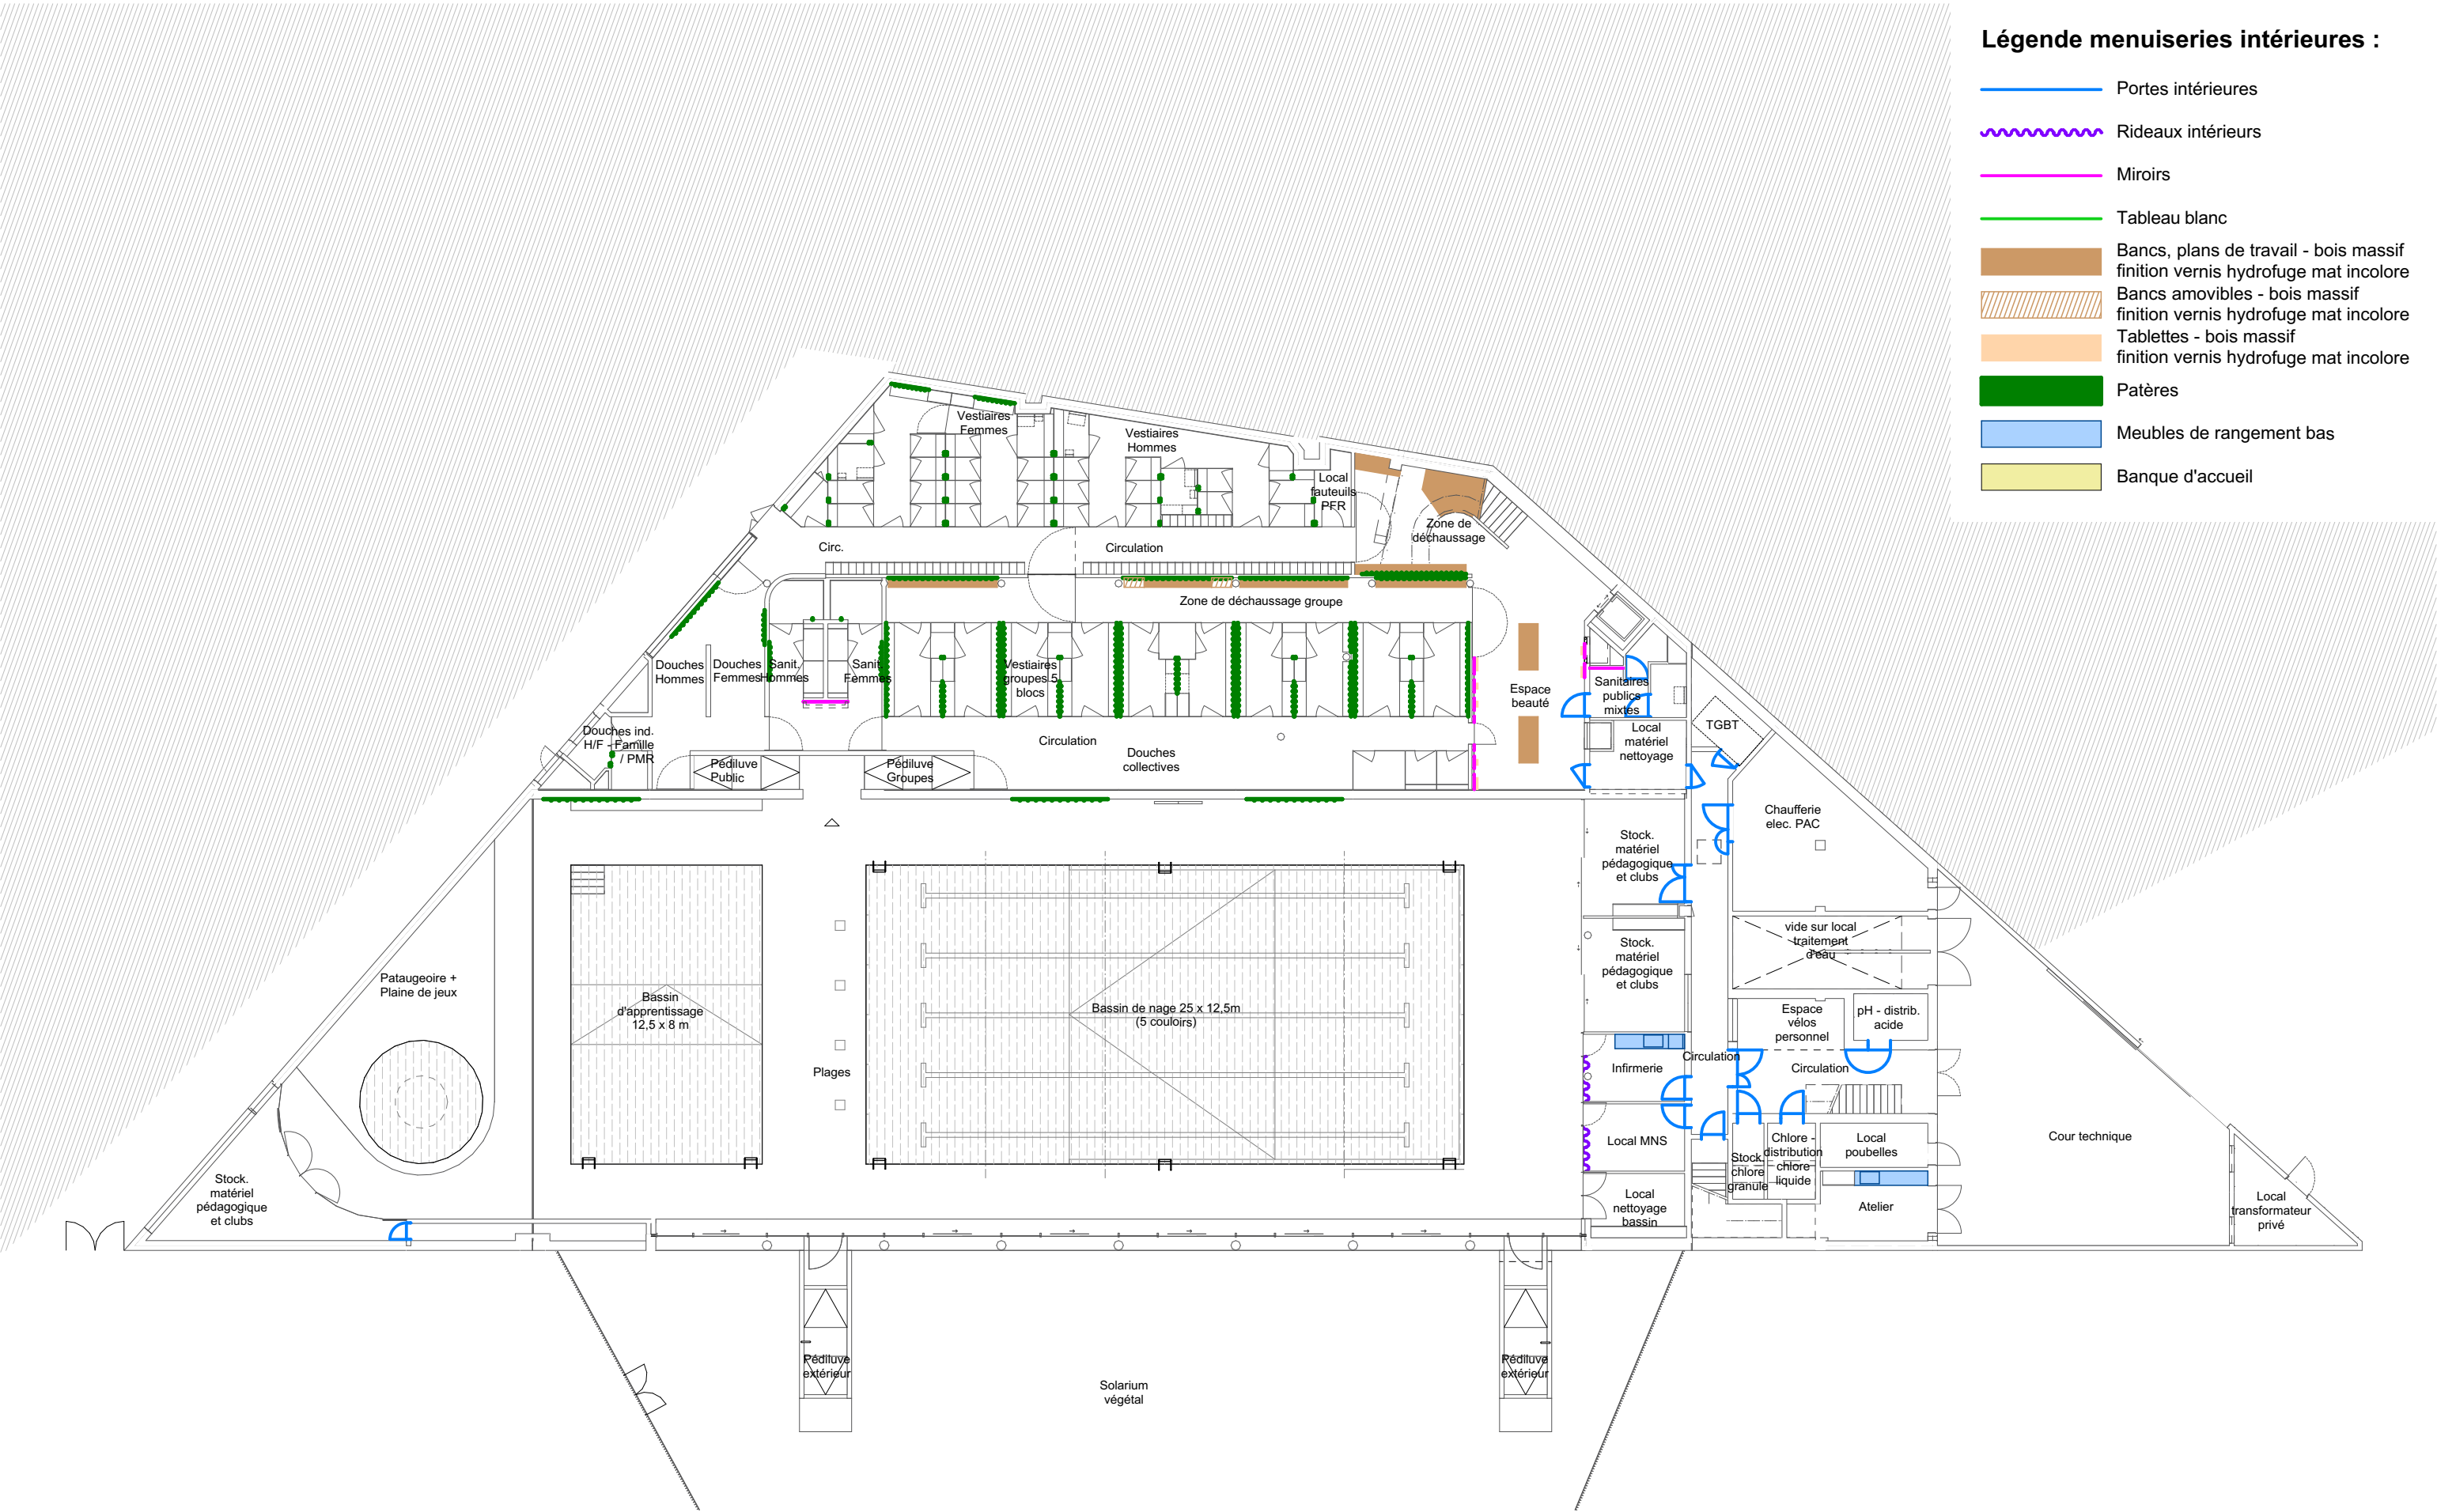 Légende menuiseries intérieures :
Portes intérieures
Rideaux intérieurs
Miroirs
Tableau blanc
Bancs, plans de travail - bois massif
finition vernis hydrofuge mat incolore
Bancs amovibles - bois massif
finition vernis hydrofuge mat incolore
Tablettes - bois massif
finition vernis hydrofuge mat incolore
Patères
Meubles de rangement bas
Banque d'accueil
Vestiaires
Femmes
Vestiaires
Hommes
Local
fauteuils
PFR
Zone de
déchaussage
Circ.
Circulation
Zone de déchaussage groupe
Douches
Hommes
Douches
Femmes
Sanit.
Hommes
Sanit.
Femmes
Vestiaires
groupes 5
blocs
Espace
beauté
Sanitaires
publics
mixtes
Local
matériel
nettoyage
TGBT
Douches ind.
H/F - Famille
/ PMR
Pédiluve
Public
Pédiluve
Groupes
Circulation
Douches
collectives
Chaufferie
elec. PAC
Stock.
matériel
pédagogique
et clubs
vide sur local
traitement
d'eau
Stock.
matériel
pédagogique
et clubs
Pataugeoire +
Plaine de jeux
Bassin
d'apprentissage
12,5 x 8 m
Bassin de nage 25 x 12,5m
(5 couloirs)
Plages
Espace
vélos
personnel
pH - distrib.
acide
Infirmerie
Circulation
Circulation
Local MNS
Stock.
chlore
granule
Chlore -
distribution
chlore
liquide
Local
poubelles
Cour technique
Stock.
matériel
pédagogique
et clubs
Local
nettoyage
bassin
Atelier
Local
transformateur
privé
Pédiluve
extérieur
Solarium
végétal
Pédiluve
extérieur